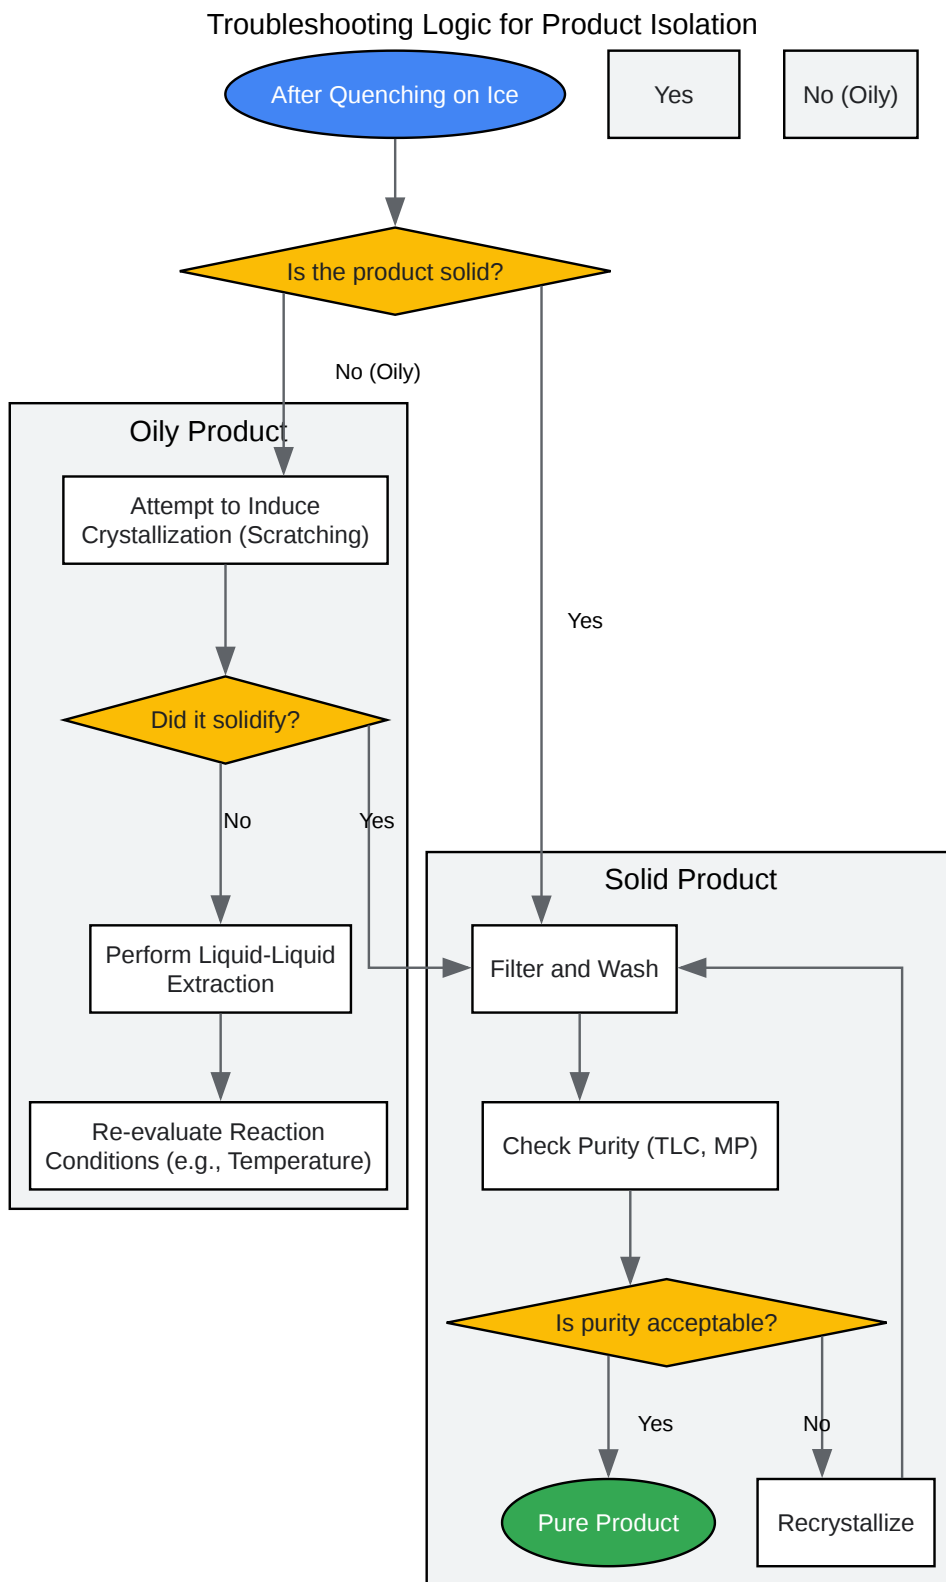 Troubleshooting Logic for Product Isolation
After Quenching on Ice
Yes
No (Oily)
Is the product solid?
No (Oily)
Oily Product
Attempt to Induce
Crystallization (Scratching)
Yes
Did it solidify?
No
Yes
Solid Product
Perform Liquid-Liquid
Extraction
Filter and Wash
Re-evaluate Reaction
Conditions (e.g., Temperature)
Check Purity (TLC, MP)
Is purity acceptable?
Yes
No
Pure Product
Recrystallize